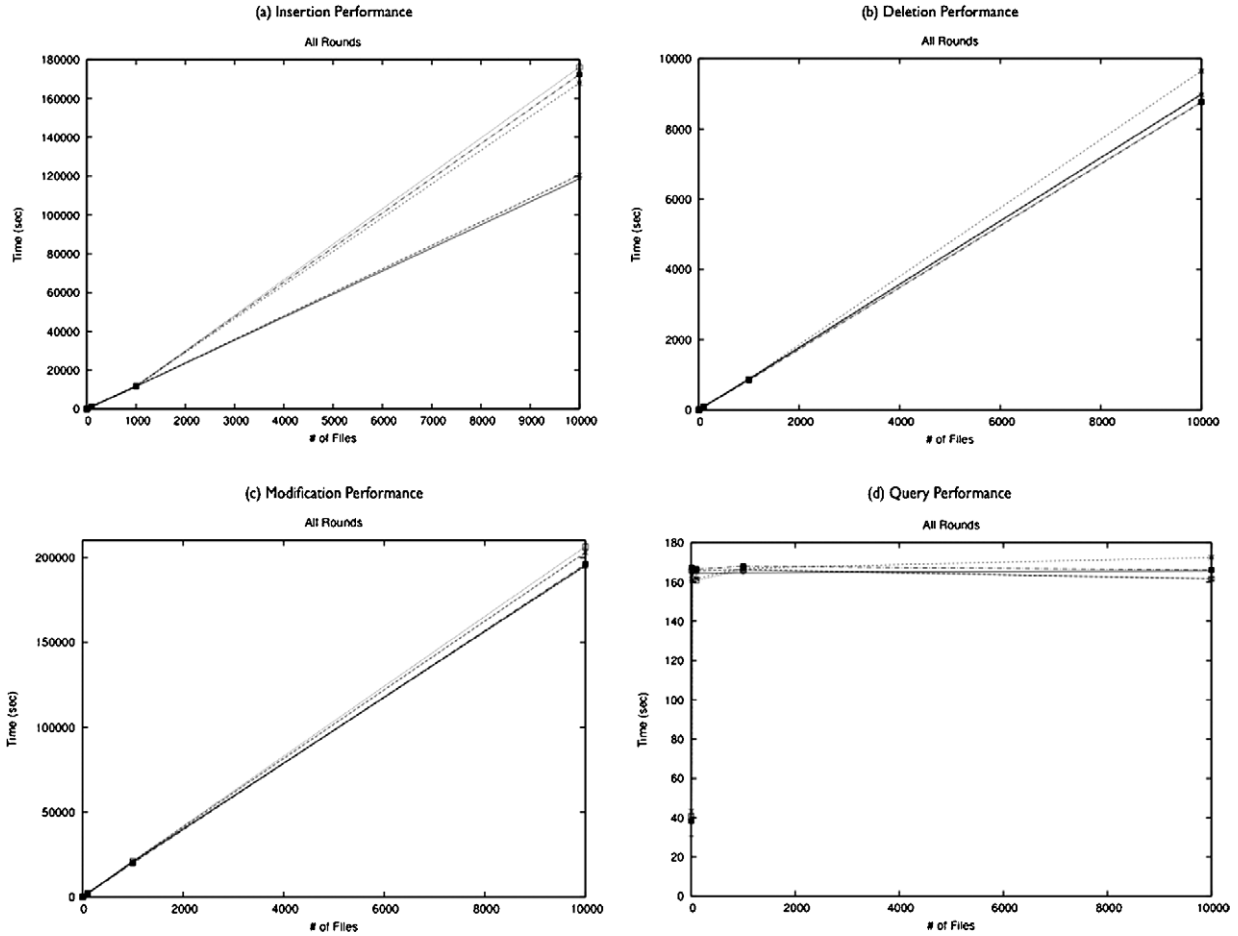 (a) Insertion Performance
All Rounds
180000
160000
140000
120000
100000
80000
60000
40000
20000
0
Time (sec)
0 1000 2000 3000 4000 5000 6000 7000 8000 9000 10000
# of Files
(b) Deletion Performance
All Rounds
10000
8000
6000
4000
2000
0
Time (sec)
0 2000 4000 6000 8000 10000
# of Files
(c) Modification Performance
All Rounds
200000
150000
100000
50000
0
Time (sec)
0 2000 4000 6000 8000 10000
# of Files
(d) Query Performance
All Rounds
180
160
140
120
100
80
60
40
20
0
Time (sec)
0 2000 4000 6000 8000 10000
# of Files